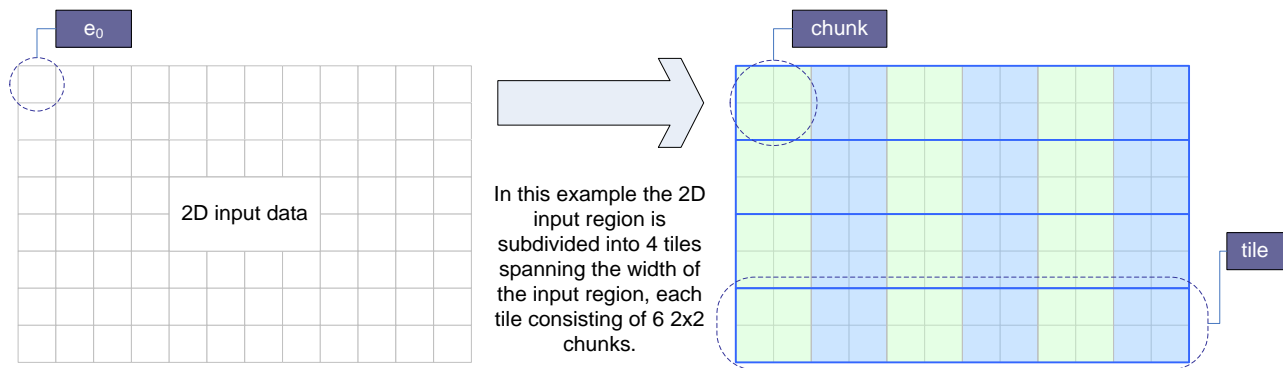 e₀
chunk
2D input data
In this example the 2D
input region is
subdivided into 4 tiles
spanning the width of
the input region, each
tile consisting of 6 2x2
chunks.
tile